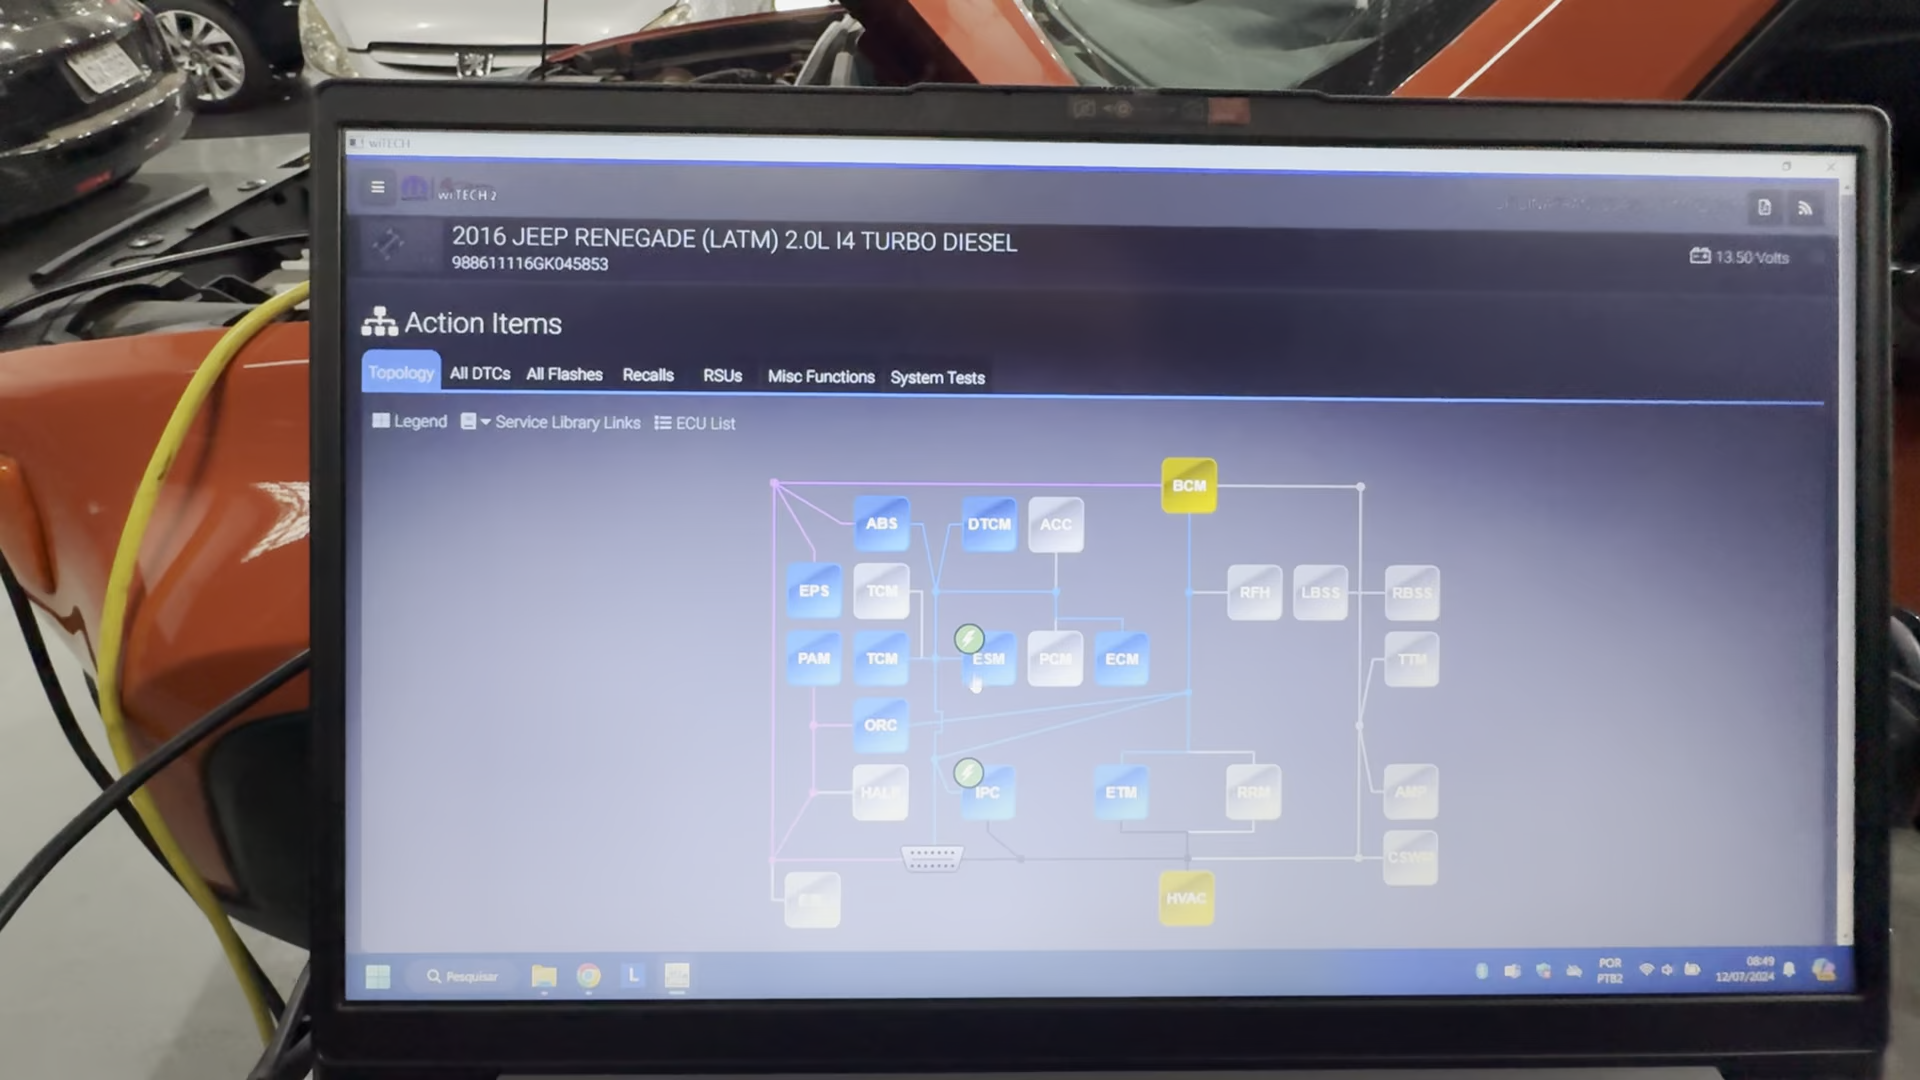 wiTECH
wiTECH 2
2016 JEEP RENEGADE (LATM) 2.0L I4 TURBO DIESEL
988611116GK045853
13.50 Volts
Action Items
Topology All DTCs All Flashes Recalls RSUs Misc Functions System Tests
Legend Service Library Links ECU List
BCM
ABS DTCM ACC
EPS TCM RFH LBSS RBSS
PAM TCM ESM PCM ECM TTM
ORC
HALF IPC ETM RRM AMP
CSWM
HVAC
Pesquisar
L
POR
PTB2
08:49
12/07/2024